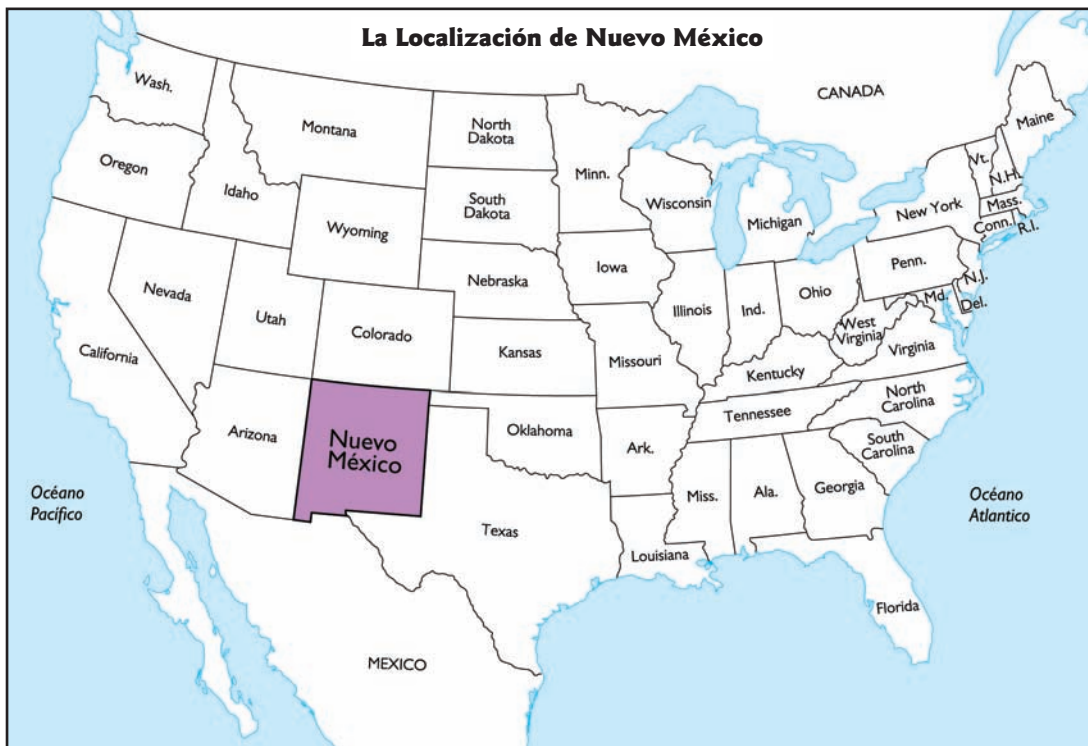 La Localización de Nuevo México
CANADA
Wash.
Montana
North
Dakota
Minn.
Maine
Vt.
N.H.
Oregon
Idaho
South
Dakota
Wisconsin
Michigan
New York
Mass.
Conn.
R.I.
Wyoming
Iowa
Nebraska
Penn.
N.J.
Nevada
Utah
Colorado
Kansas
Illinois
Ind.
Ohio
Md.
Del.
West
Virginia
Virginia
California
Missouri
Kentucky
Arizona
Nuevo
México
Oklahoma
Ark.
Tennessee
North
Carolina
South
Carolina
Océano
Pacífico
Texas
Louisiana
Miss.
Ala.
Georgia
Océano
Atlantico
Florida
MEXICO